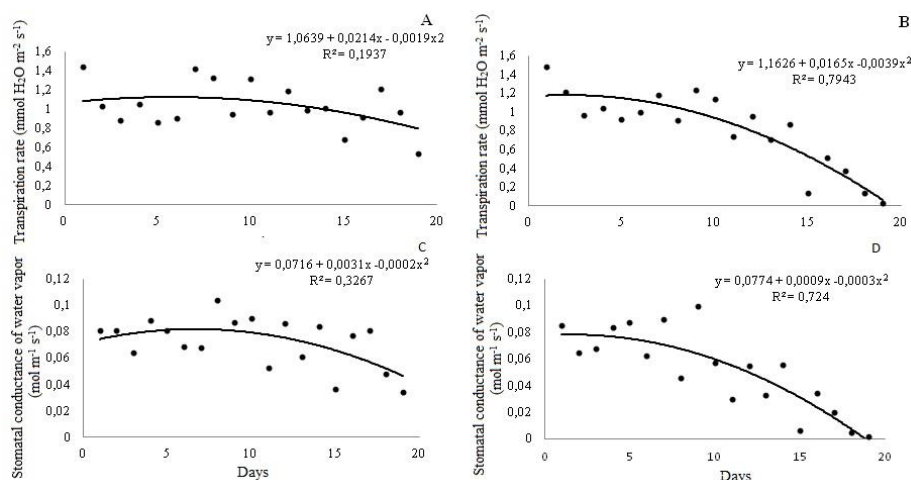 A
y = 1,0639 + 0,0214x - 0,0019x2
R² = 0,1937
Transpiration rate (mmol H₂O m⁻² s⁻¹)
1,6
1,4
1,2
1
0,8
0,6
0,4
0,2
0
0 5 10 15 20
B
y = 1,1626 + 0,0165x -0,0039x²
R² = 0,7943
Transpiration rate (mmol H₂O m⁻² s⁻¹)
1,6
1,4
1,2
1
0,8
0,6
0,4
0,2
0
0 5 10 15 20
C
y = 0,0716 + 0,0031x -0,0002x²
R² = 0,3267
Stomatal conductance of water vapor
(mol m⁻¹ s⁻¹)
0,12
0,1
0,08
0,06
0,04
0,02
0
0 5 10 15 20
Days
D
y = 0,0774 + 0,0009x -0,0003x²
R² = 0,724
Stomatal conductance of water vapor
(mol m⁻¹ s⁻¹)
0,12
0,1
0,08
0,06
0,04
0,02
0
0 5 10 15 20
Days